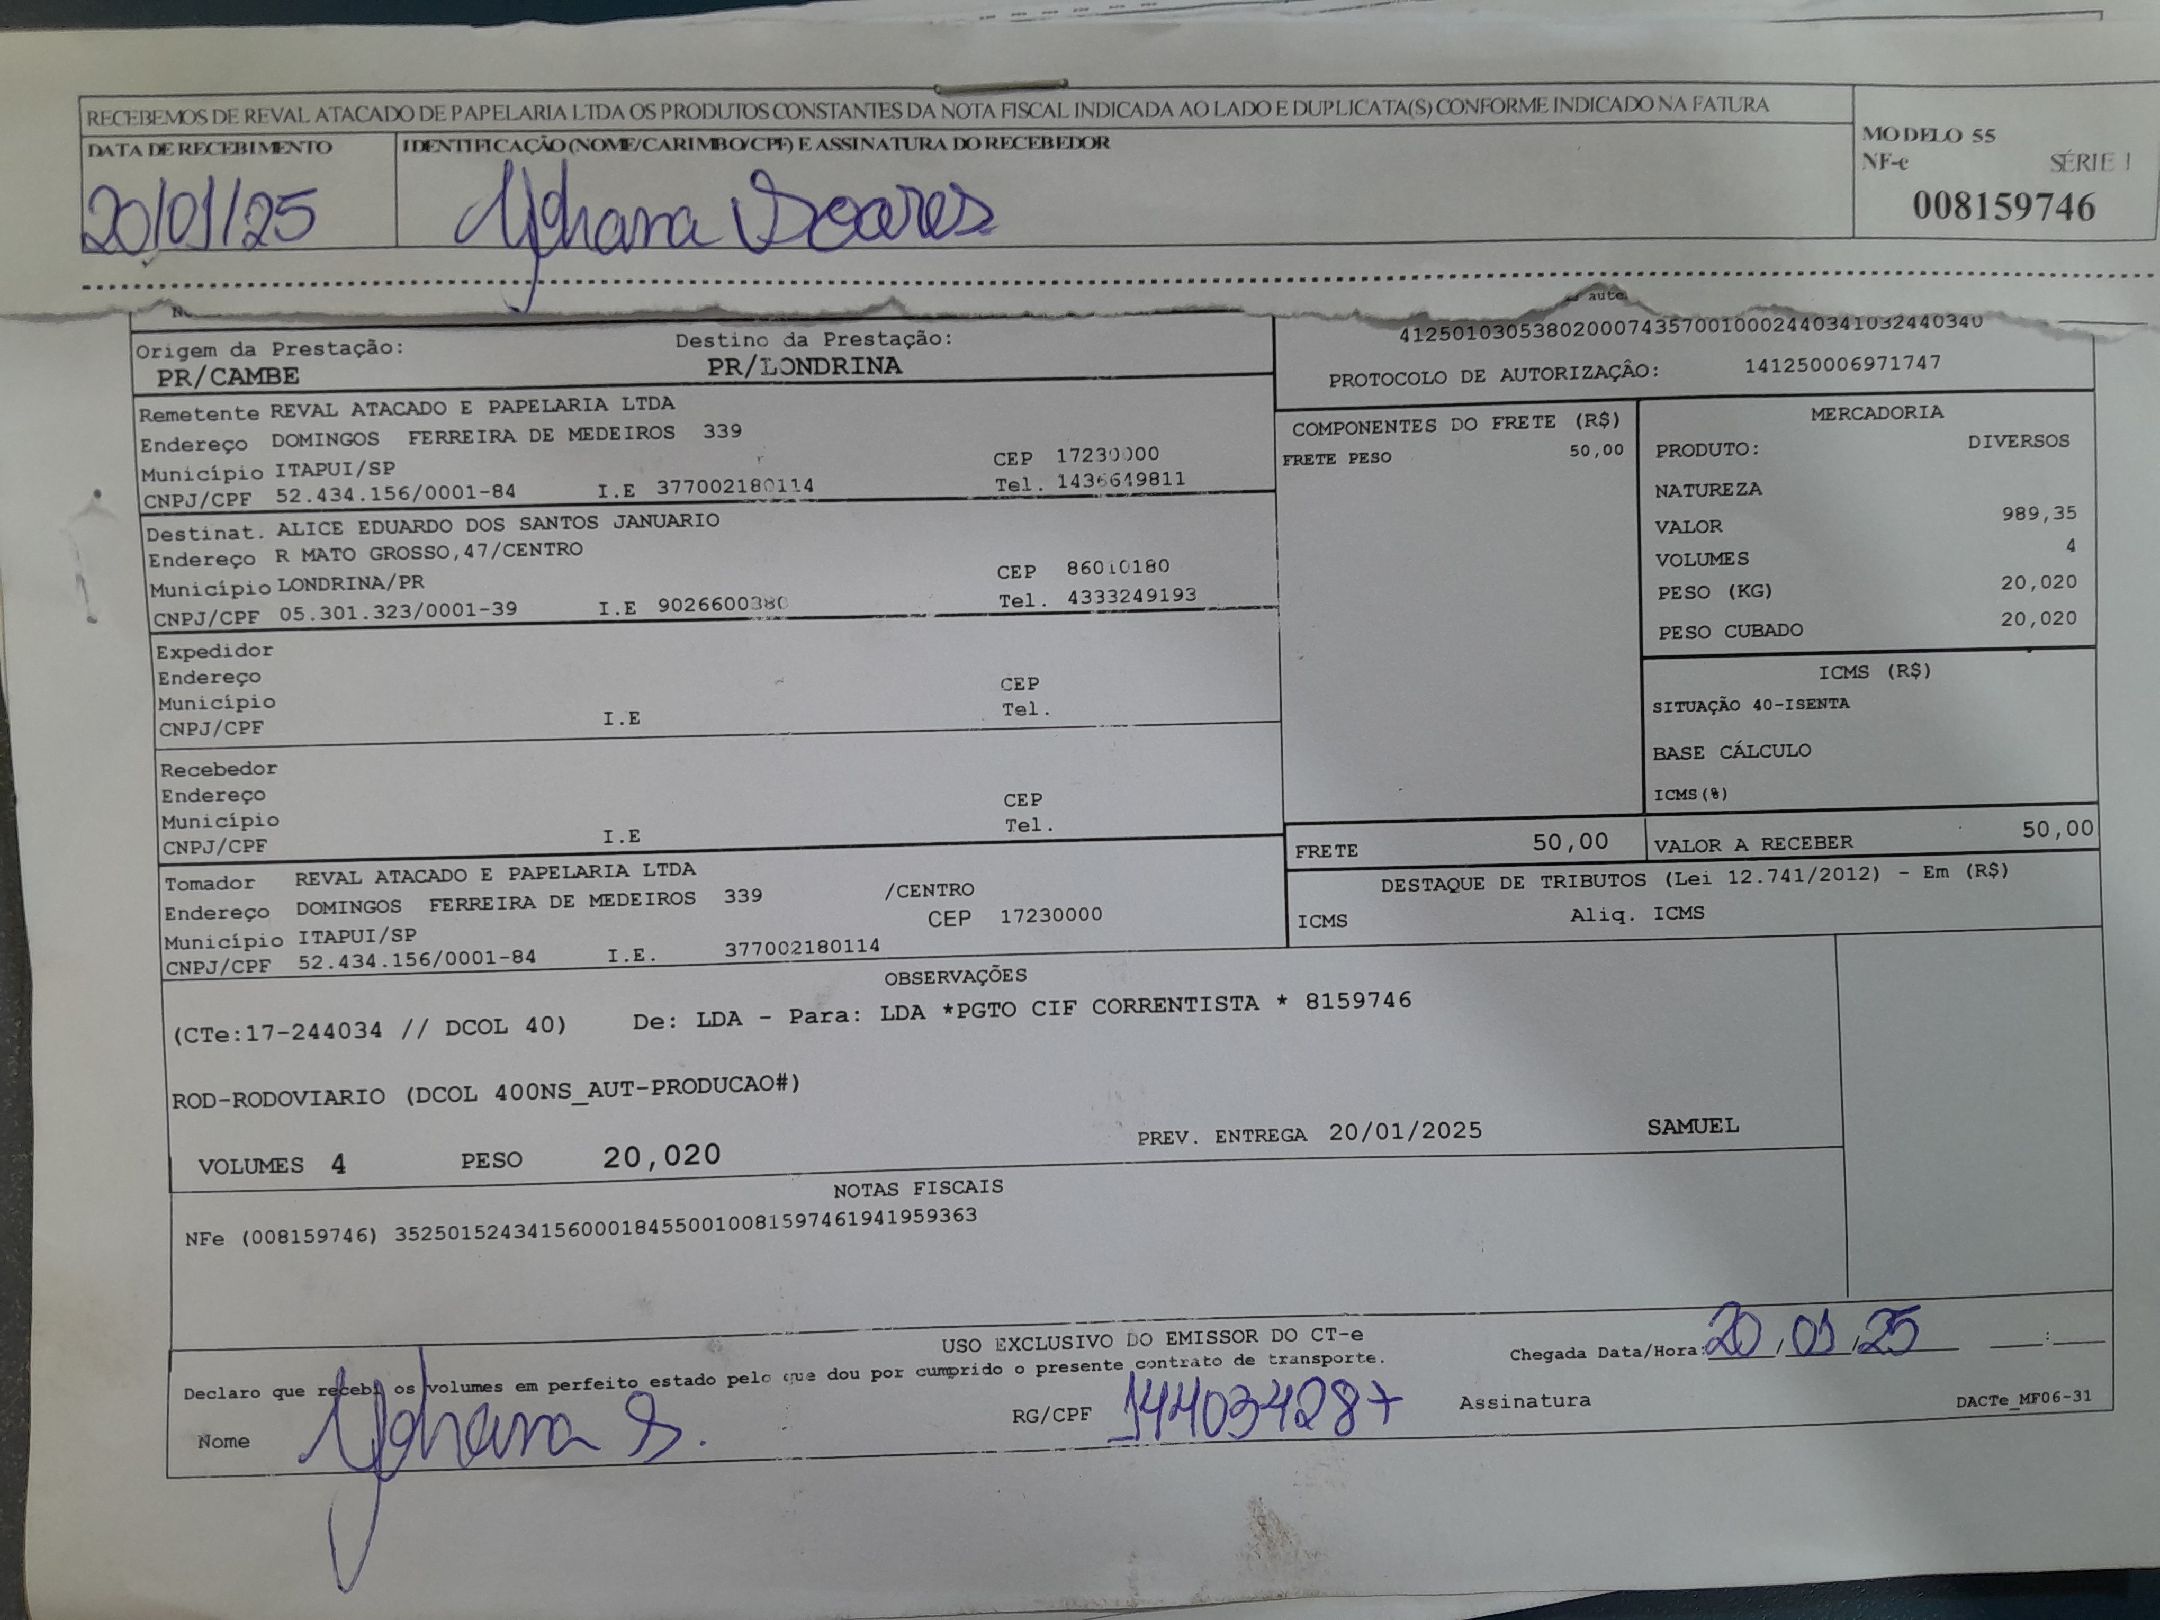 RECEBEMOS DE REVAL ATACADO DE PAPELARIA LTDA OS PRODUTOS CONSTANTES DA NOTA FISCAL INDICADA AO LADO E DUPLICATA(S) CONFORME INDICADO NA FATURA
DATA DE RECEBIMENTO IDENTIFICAÇÃO (NOME/CARIMBO/CPF) E ASSINATURA DO RECEBEDOR
MODELO 55
NF-e SÉRIE 1
008159746
20/01/25 Soares
Origem da Prestação: Destino da Prestação:
PR/CAMBE PR/LONDRINA
41250103053802000743570010002440341032440340
PROTOCOLO DE AUTORIZAÇÃO: 141250006971747
Remetente REVAL ATACADO E PAPELARIA LTDA
Endereço DOMINGOS FERREIRA DE MEDEIROS 339
Município ITAPUI/SP CEP 17230000
CNPJ/CPF 52.434.156/0001-84 I.E 377002180114 Tel. 1436649811
Destinat. ALICE EDUARDO DOS SANTOS JANUARIO
Endereço R MATO GROSSO,47/CENTRO
Município LONDRINA/PR CEP 86010180
CNPJ/CPF 05.301.323/0001-39 I.E 9026600380 Tel. 4333249193
Expedidor
Endereço
Município CEP
CNPJ/CPF I.E Tel.
Recebedor
Endereço
Município CEP
CNPJ/CPF I.E Tel.
Tomador REVAL ATACADO E PAPELARIA LTDA
Endereço DOMINGOS FERREIRA DE MEDEIROS 339 /CENTRO
Município ITAPUI/SP CEP 17230000
CNPJ/CPF 52.434.156/0001-84 I.E. 377002180114
COMPONENTES DO FRETE (R$)
FRETE PESO 50,00
MERCADORIA
PRODUTO: DIVERSOS
NATUREZA
VALOR 989,35
VOLUMES 4
PESO (KG) 20,020
PESO CUBADO 20,020
ICMS (R$)
SITUAÇÃO 40-ISENTA
BASE CÁLCULO
ICMS(%)
FRETE 50,00 VALOR A RECEBER 50,00
DESTAQUE DE TRIBUTOS (Lei 12.741/2012) - Em (R$)
ICMS Aliq. ICMS
OBSERVAÇÕES
(CTe:17-244034 // DCOL 40) De: LDA - Para: LDA *PGTO CIF CORRENTISTA * 8159746
ROD-RODOVIARIO (DCOL 400NS_AUT-PRODUCAO#)
PREV. ENTREGA 20/01/2025 SAMUEL
VOLUMES 4 PESO 20,020
NOTAS FISCAIS
NFe (008159746) 35250152434156000184550010081597461941959363
USO EXCLUSIVO DO EMISSOR DO CT-e
Declaro que recebi os volumes em perfeito estado pelo que dou por cumprido o presente contrato de transporte.
Chegada Data/Hora: 20/01/25 __:__
Nome RG/CPF 144034287 Assinatura
DACTe_MF06-31